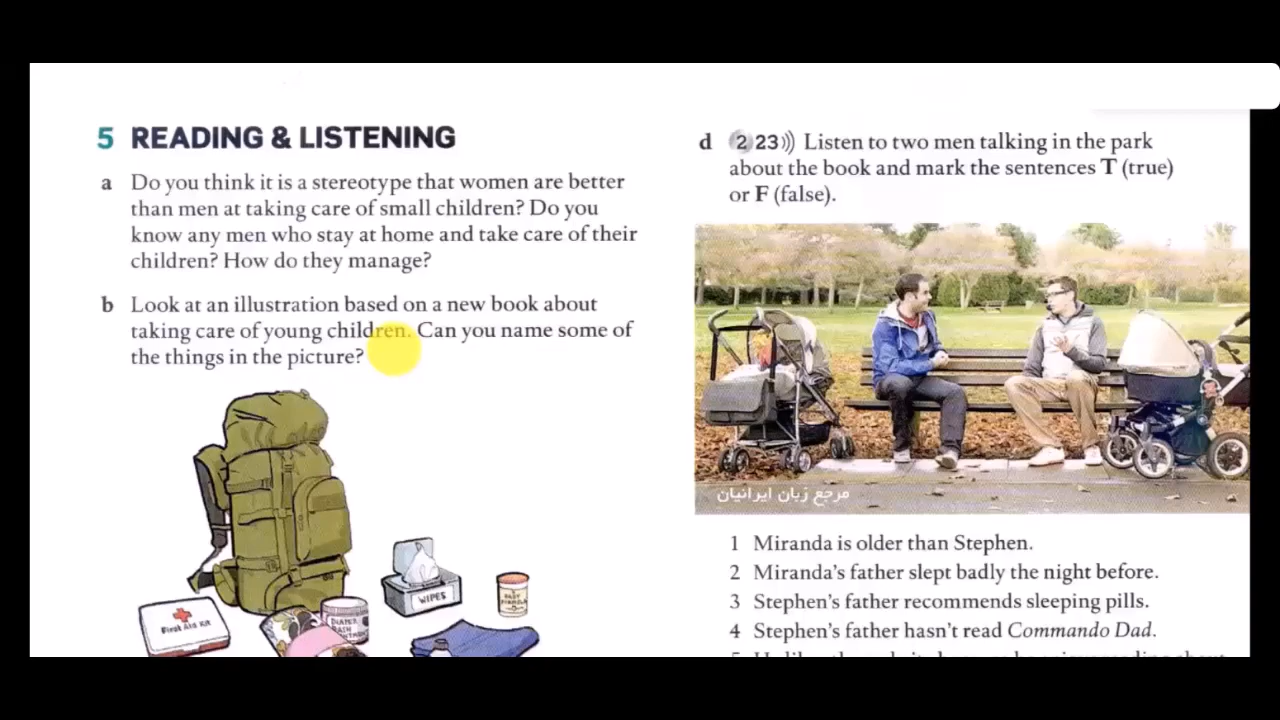 5 READING & LISTENING
a Do you think it is a stereotype that women are better
than men at taking care of small children? Do you
know any men who stay at home and take care of their
children? How do they manage?
b Look at an illustration based on a new book about
taking care of young children. Can you name some of
the things in the picture?
First Aid Kit
WIPES
BABY
DIAPER
RASH
d 2 23 Listen to two men talking in the park
about the book and mark the sentences T (true)
or F (false).
مرجع زبان ایرانیان
1 Miranda is older than Stephen.
2 Miranda's father slept badly the night before.
3 Stephen's father recommends sleeping pills.
4 Stephen's father hasn't read Commando Dad.